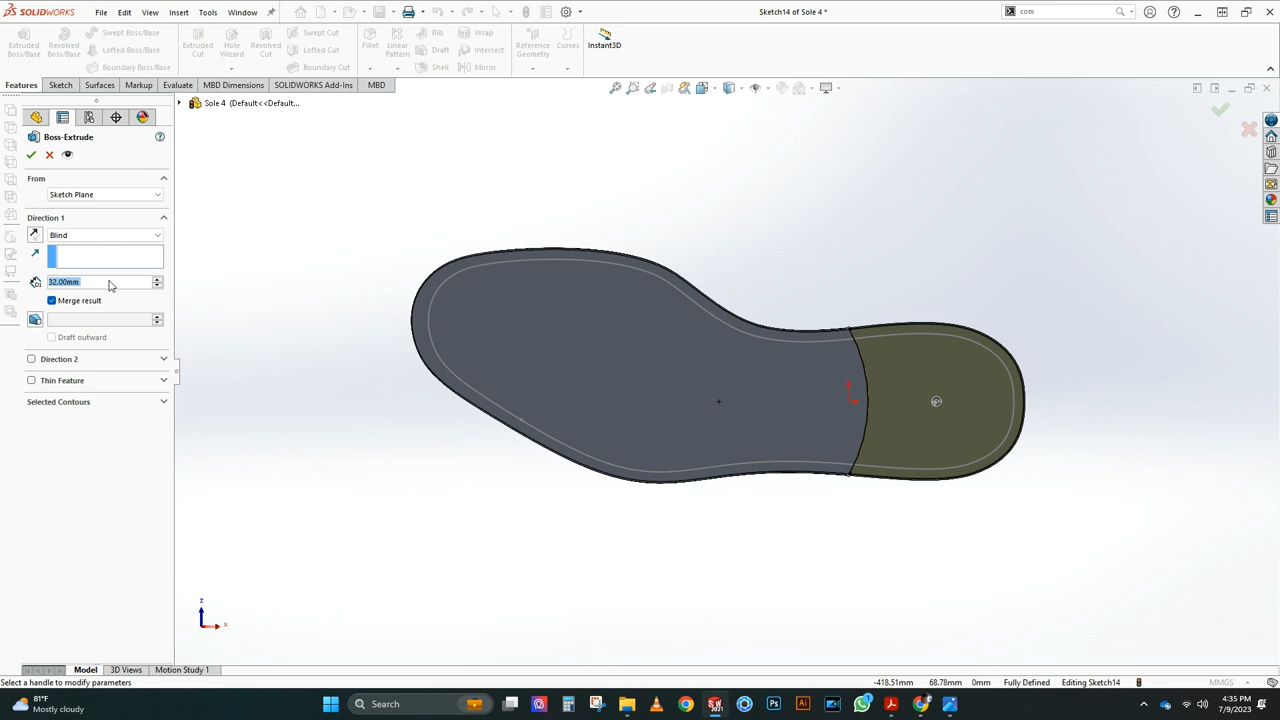 SOLIDWORKS File Edit View Insert Tools Window Sketch14 of Sole 4 * com
Extruded Boss/Base Revolved Boss/Base Swept Boss/Base Lofted Boss/Base Boundary Boss/Base Extruded Cut Hole Wizard Revolved Cut Swept Cut Lofted Cut Boundary Cut Fillet Linear Pattern Rib Draft Shell Wrap Intersect Mirror Reference Geometry Curves Instant3D
Features Sketch Surfaces Markup Evaluate MBD Dimensions SOLIDWORKS Add-Ins MBD
Sole 4 (Default<<Default...
Boss-Extrude
From
Sketch Plane
Direction 1
Blind
32.00mm
Merge result
Draft outward
Direction 2
Thin Feature
Selected Contours
z
x
Model 3D Views Motion Study 1
Select a handle to modify parameters -418.51mm 68.78mm 0mm Fully Defined Editing Sketch14 MMGS
81°F
Mostly cloudy
Search
4:35 PM
7/9/2023